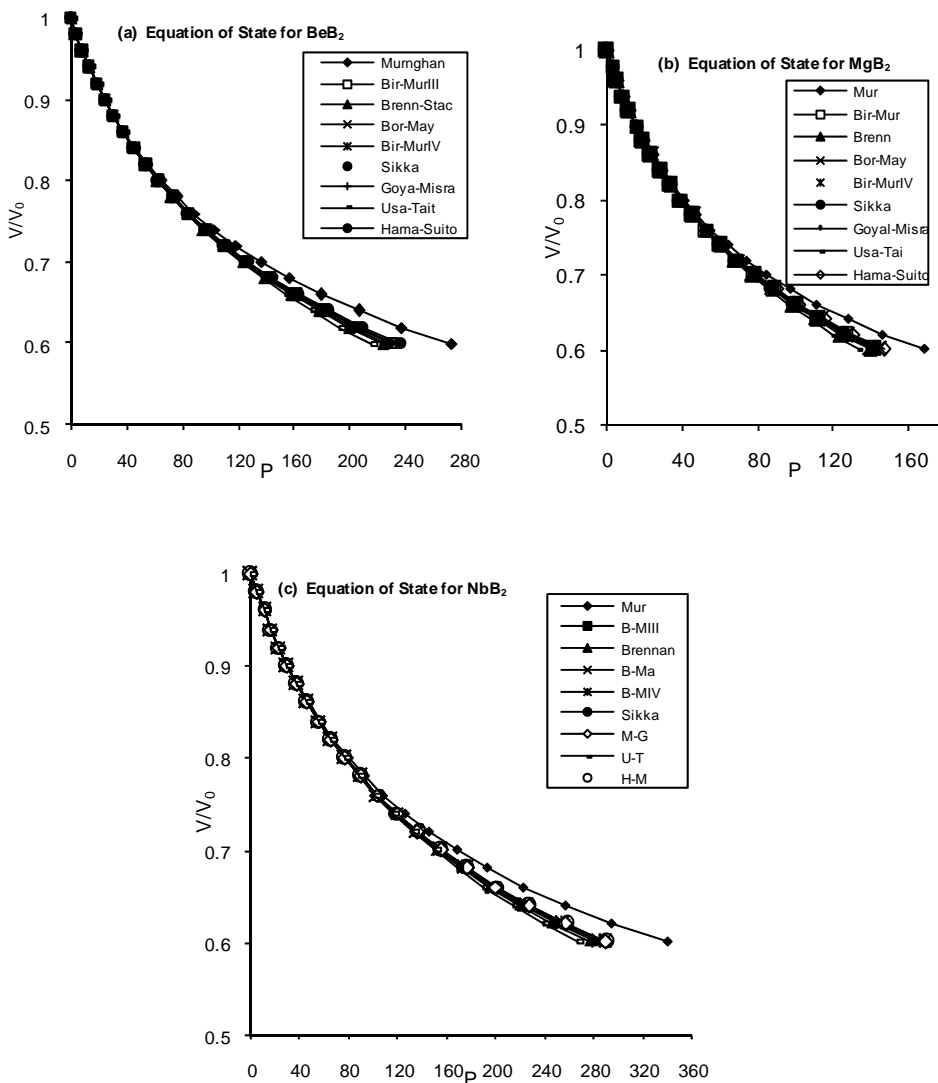 (a) Equation of State for BeB₂
1
0.9
0.8
0.7
0.6
0.5
V/V₀
0 40 80 120 160 200 240 280
P
Murnghan
Bir-MurIII
Brenn-Stac
Bor-May
Bir-MurIV
Sikka
Goya-Misra
Usa-Tait
Hama-Suito
(b) Equation of State for MgB₂
1
0.9
0.8
0.7
0.6
0.5
V/V₀
0 40 80 120 160
P
Mur
Bir-Mur
Brenn
Bor-May
Bir-MurIV
Sikka
Goyal-Misra
Usa-Tai
Hama-Suito
(c) Equation of State for NbB₂
1
0.9
0.8
0.7
0.6
0.5
V/V₀
0 40 80 120 160 200 240 280 320 360
P
Mur
B-MIII
Brennan
B-Ma
B-MIV
Sikka
M-G
U-T
H-M